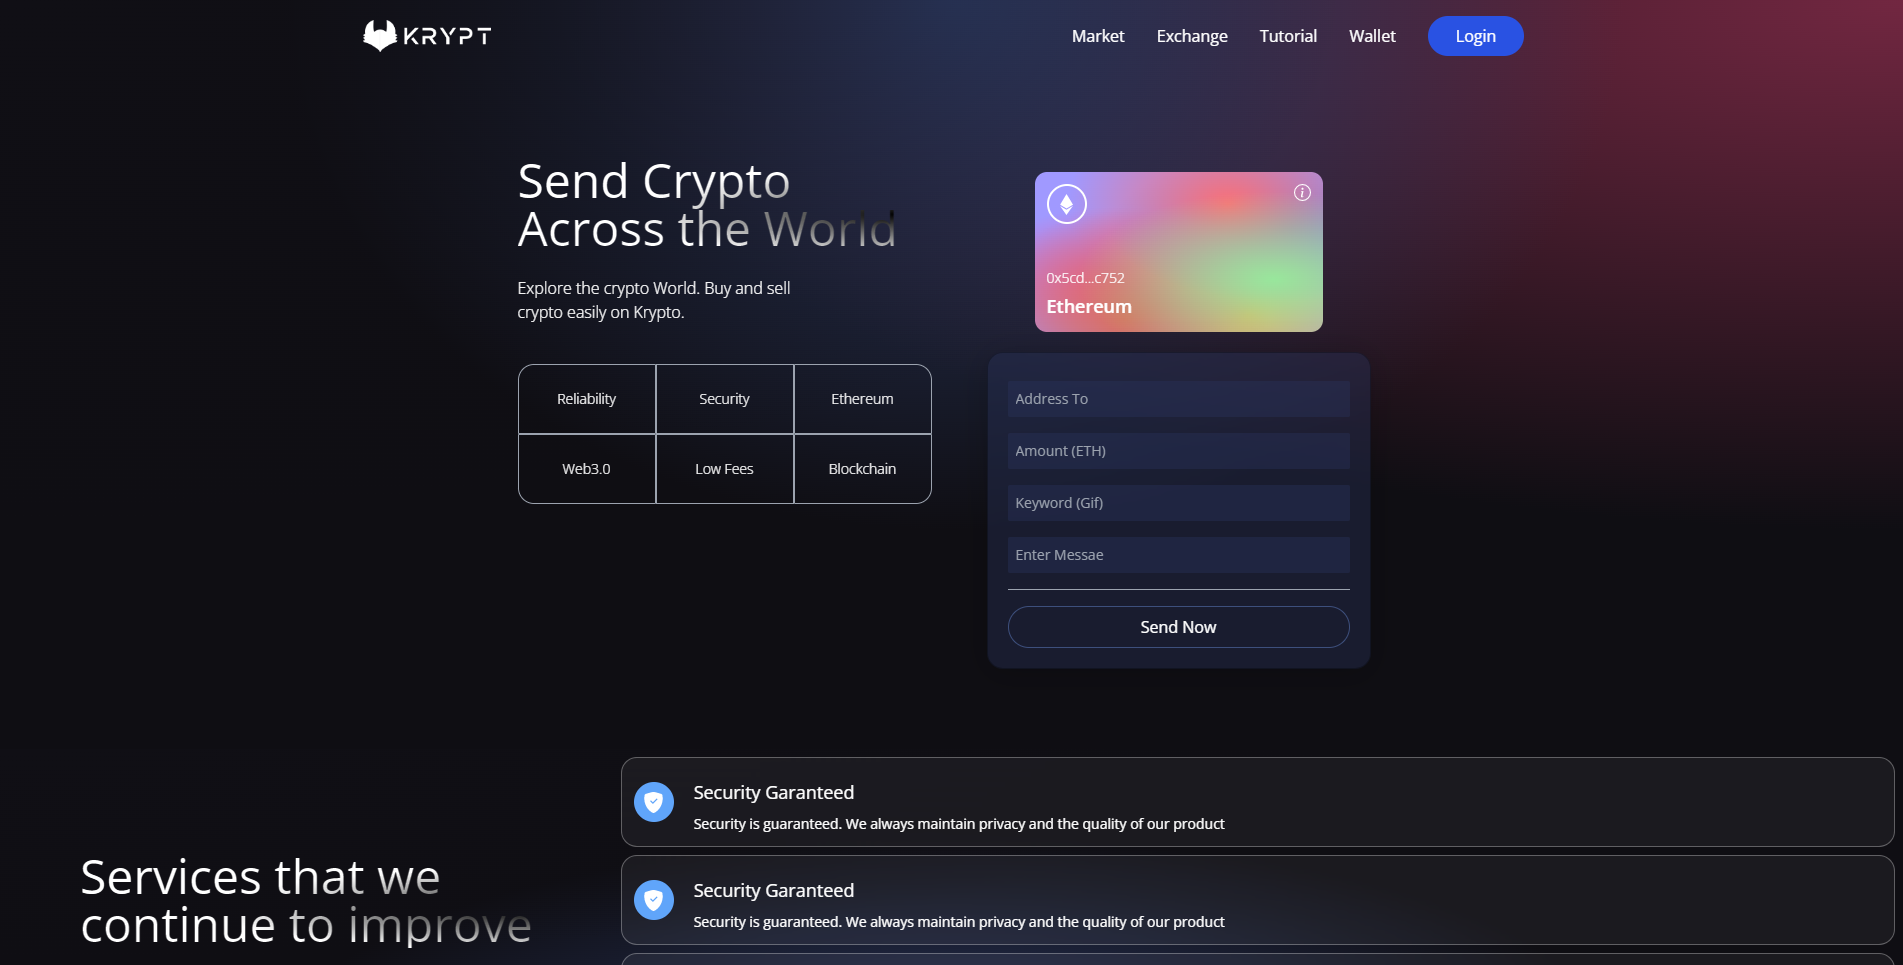 KRYPT
Market
Exchange
Tutorial
Wallet
Login
Send Crypto
Across the World
Explore the crypto World. Buy and sell
crypto easily on Krypto.
Reliability
Security
Ethereum
Web3.0
Low Fees
Blockchain
i
0x5cd...c752
Ethereum
Address To
Amount (ETH)
Keyword (Gif)
Enter Messae
Send Now
Services that we
continue to improve
Security Garanteed
Security is guaranteed. We always maintain privacy and the quality of our product
Security Garanteed
Security is guaranteed. We always maintain privacy and the quality of our product